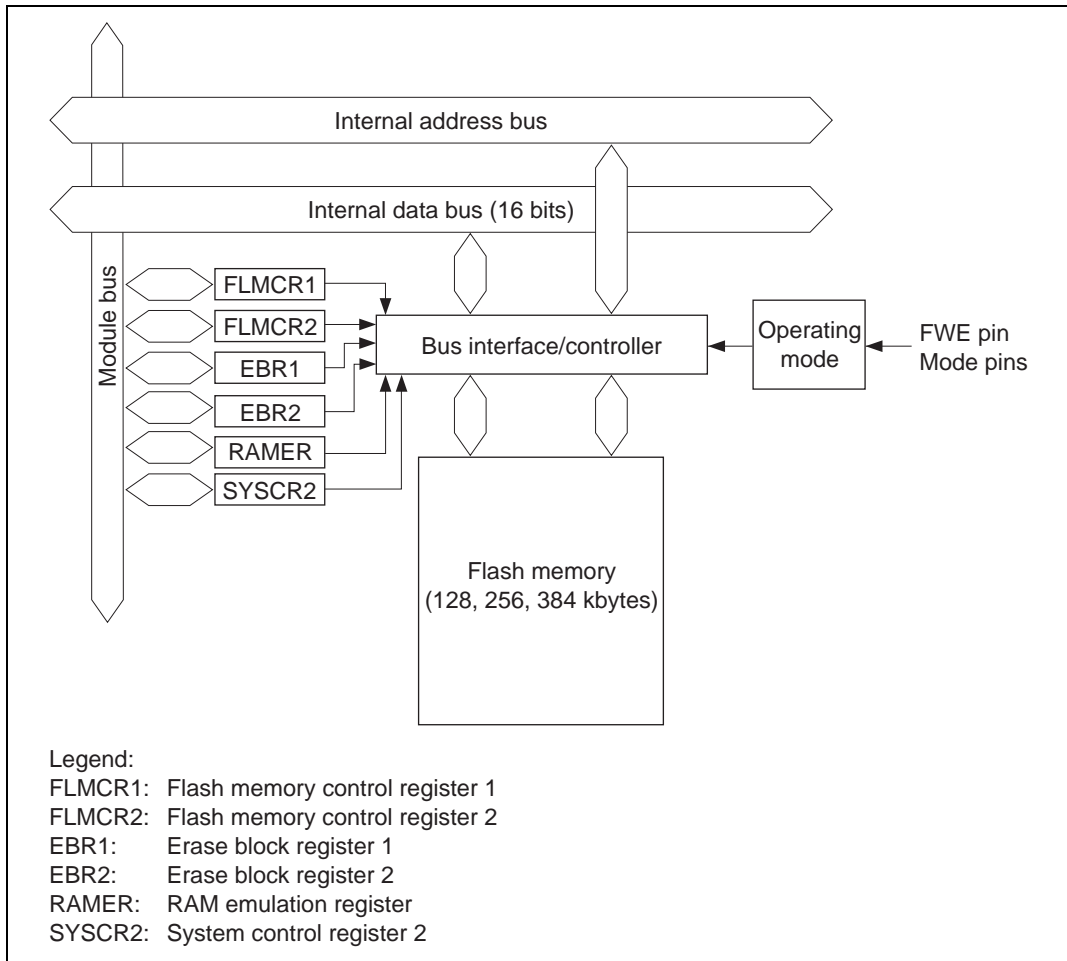 Internal address bus
Internal data bus (16 bits)
Module bus
FLMCR1
FLMCR2
EBR1
EBR2
RAMER
SYSCR2
Bus interface/controller
Operating
mode
FWE pin
Mode pins
Flash memory
(128, 256, 384 kbytes)
Legend:
FLMCR1: Flash memory control register 1
FLMCR2: Flash memory control register 2
EBR1: Erase block register 1
EBR2: Erase block register 2
RAMER: RAM emulation register
SYSCR2: System control register 2